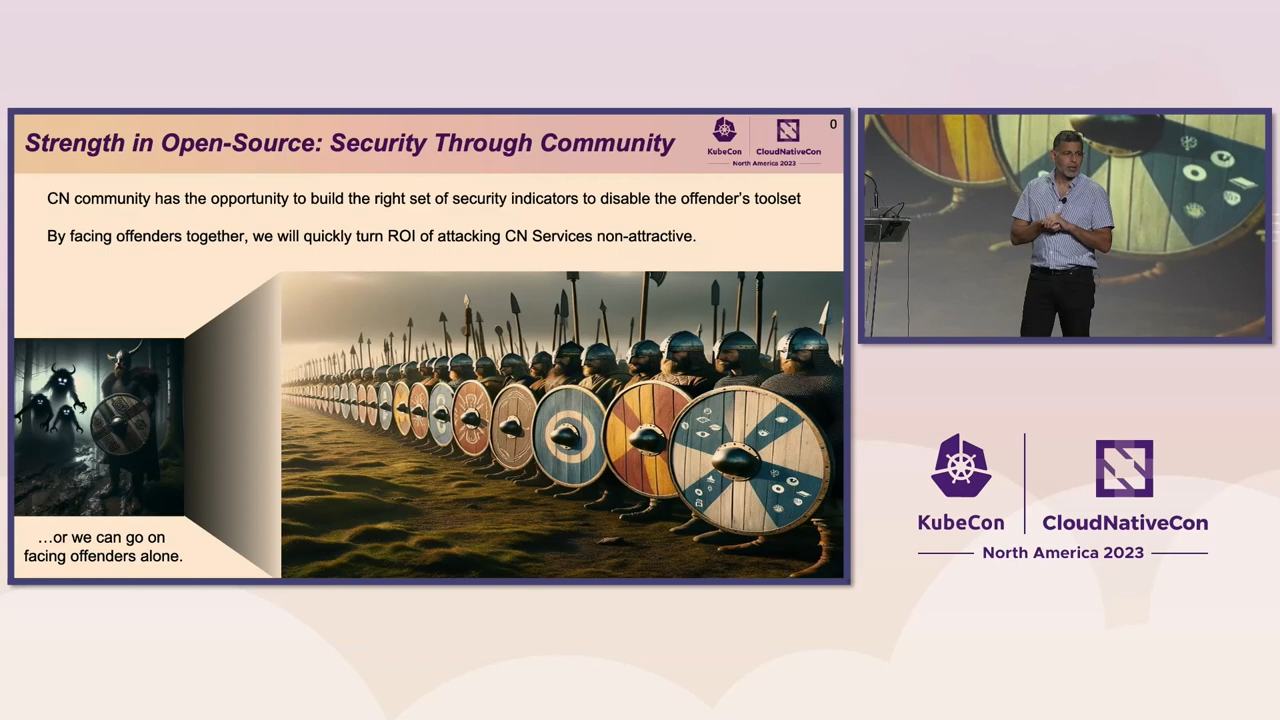 Strength in Open-Source: Security Through Community
KubeCon
CloudNativeCon
North America 2023
0
CN community has the opportunity to build the right set of security indicators to disable the offender's toolset
By facing offenders together, we will quickly turn ROI of attacking CN Services non-attractive.
…or we can go on
facing offenders alone.
KubeCon
CloudNativeCon
North America 2023